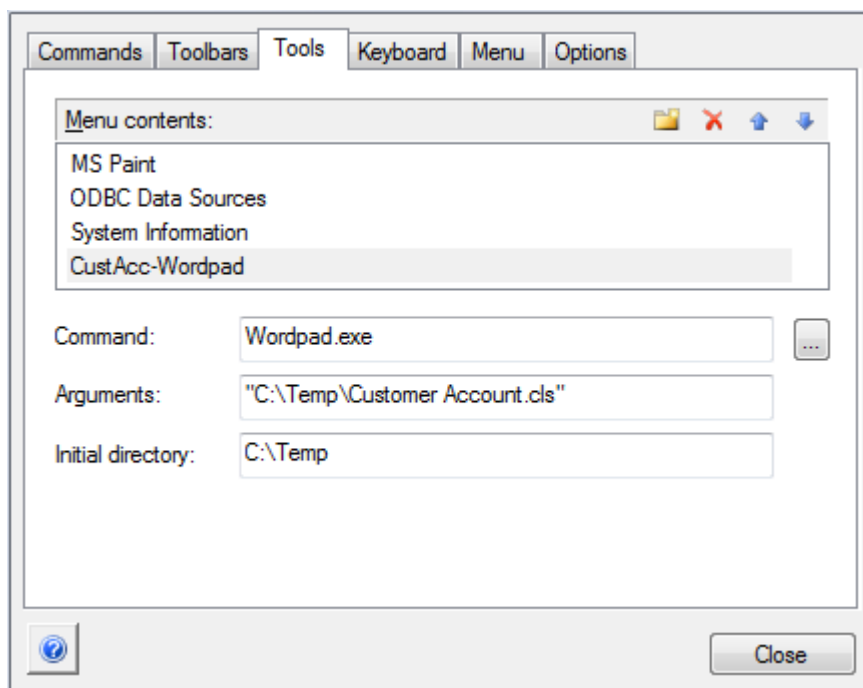 Commands Toolbars Tools Keyboard Menu Options
Menu contents:
MS Paint
ODBC Data Sources
System Information
CustAcc-Wordpad
Command: Wordpad.exe ...
Arguments: "C:\Temp\Customer Account.cls"
Initial directory: C:\Temp
?
Close